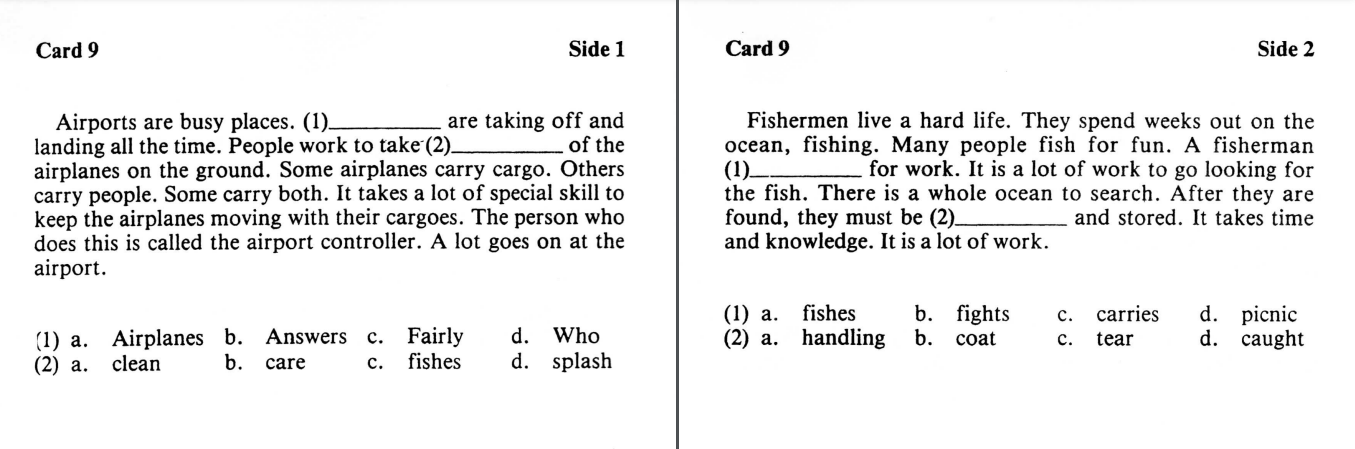 Card 9 Side 1
Airports are busy places. (1)__________ are taking off and
landing all the time. People work to take (2)__________ of the
airplanes on the ground. Some airplanes carry cargo. Others
carry people. Some carry both. It takes a lot of special skill to
keep the airplanes moving with their cargoes. The person who
does this is called the airport controller. A lot goes on at the
airport.
(1) a. Airplanes b. Answers c. Fairly d. Who
(2) a. clean b. care c. fishes d. splash
Card 9 Side 2
Fishermen live a hard life. They spend weeks out on the
ocean, fishing. Many people fish for fun. A fisherman
(1)__________ for work. It is a lot of work to go looking for
the fish. There is a whole ocean to search. After they are
found, they must be (2)__________ and stored. It takes time
and knowledge. It is a lot of work.
(1) a. fishes b. fights c. carries d. picnic
(2) a. handling b. coat c. tear d. caught